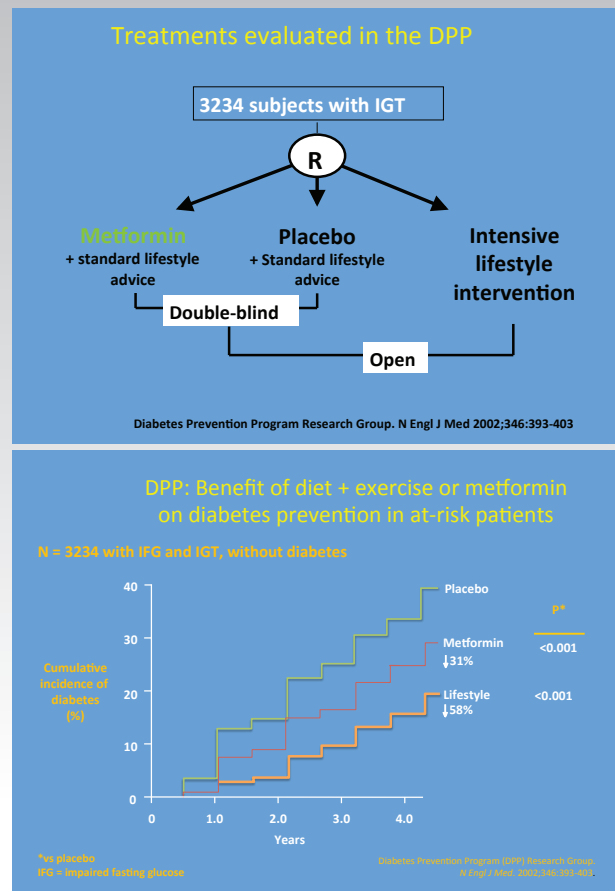 Treatments evaluated in the DPP
3234 subjects with IGT
R
Metformin
+ standard lifestyle
advice
Placebo
+ Standard lifestyle
advice
Intensive
lifestyle
intervention
Double-blind
Open
Diabetes Prevention Program Research Group. N Engl J Med 2002;346:393-403
DPP: Benefit of diet + exercise or metformin
on diabetes prevention in at-risk patients
N = 3234 with IFG and IGT, without diabetes
Cumulative
incidence of
diabetes
(%)
40
30
20
10
0
0 1.0 2.0 3.0 4.0
Years
Placebo
Metformin
↓31%
Lifestyle
↓58%
P*
<0.001
<0.001
*vs placebo
IFG = impaired fasting glucose
Diabetes Prevention Program (DPP) Research Group.
N Engl J Med. 2002:346:393-403.